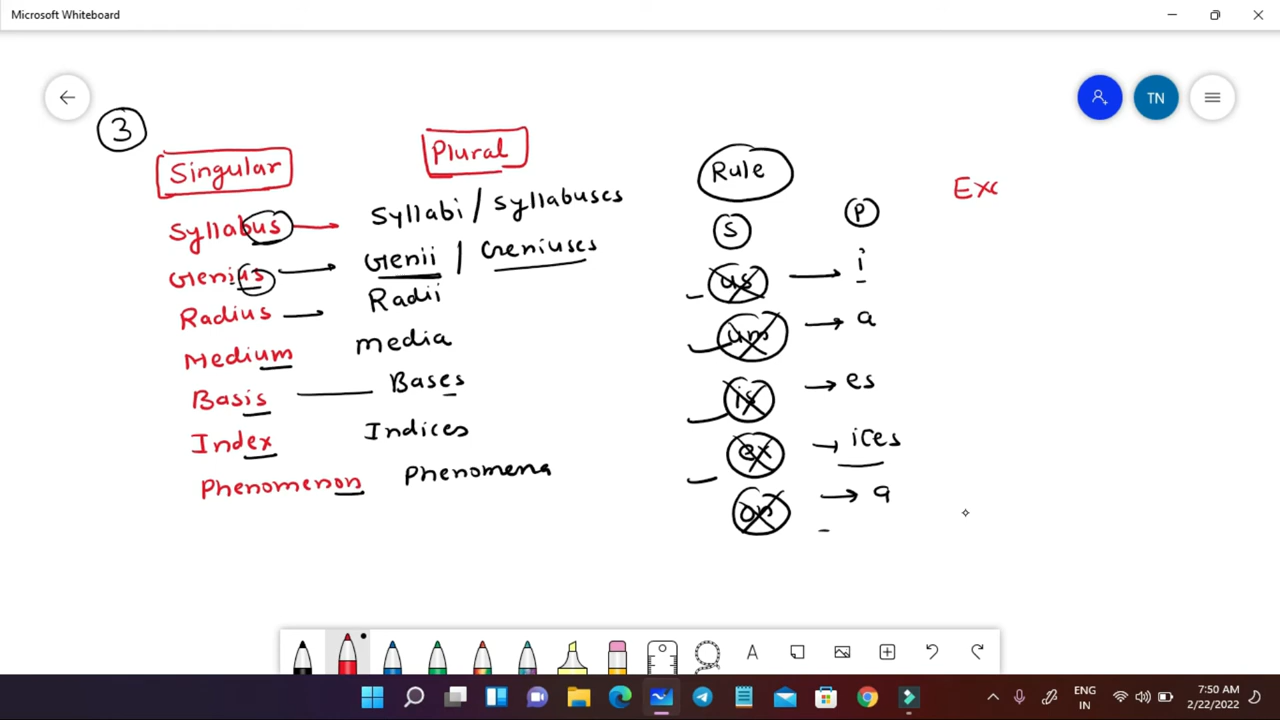 Microsoft Whiteboard
TN
3
Singular
Plural
Syllabus
Syllabi / syllabuses
Genius
Genii / Geniuses
Radius
Radii
Medium
media
Basis
Bases
Index
Indices
Phenomenon
Phenomena
Rule
S
P
us
i
um
a
is
es
ex
ices
on
a
Exc
A
ENG
IN
7:50 AM
2/22/2022